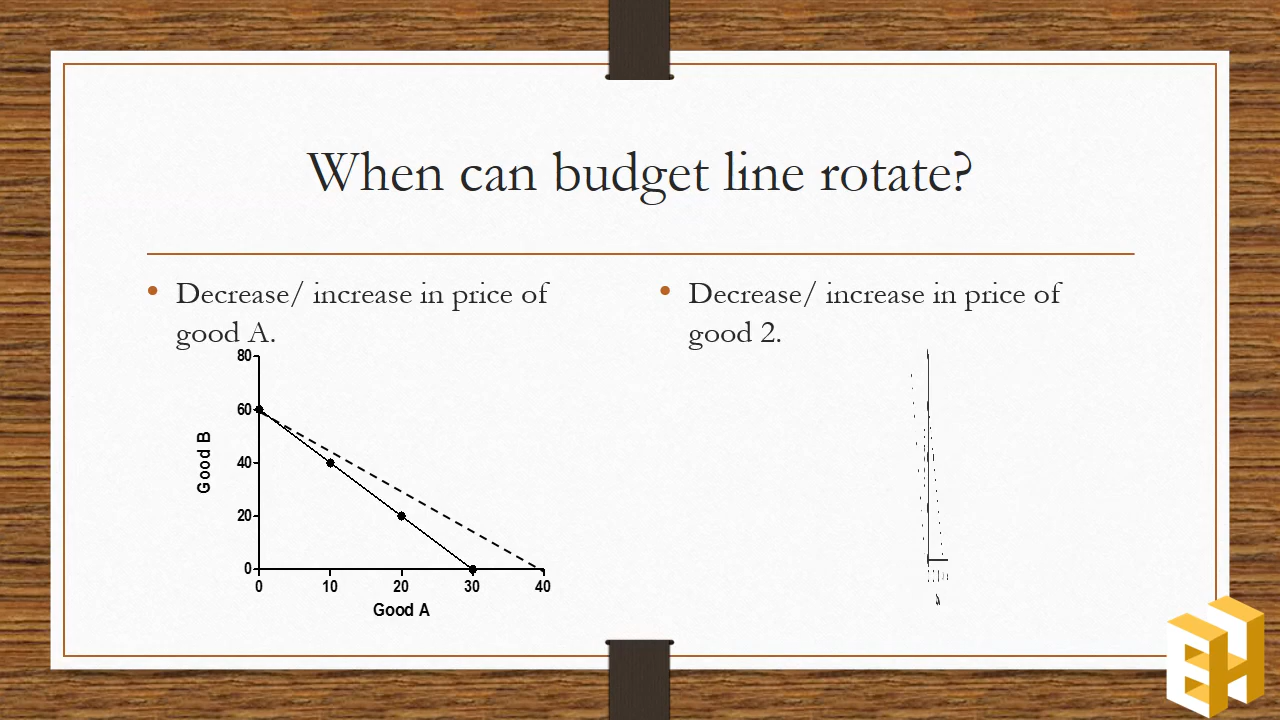 When can budget line rotate?
• Decrease/ increase in price of
good A.
80
60
40
20
0
Good B
0 10 20 30 40
Good A
• Decrease/ increase in price of
good 2.
EH